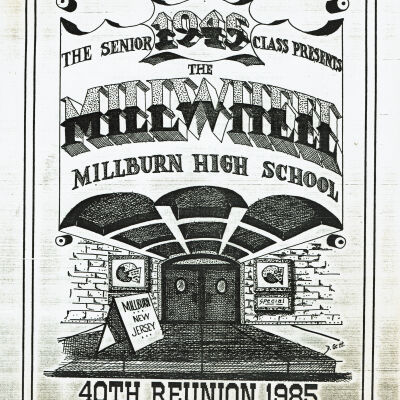 THE SENIOR 1945 CLASS PRESENTS
THE
MILLWHEEL
MILLBURN HIGH SCHOOL
SPECIAL
MILLBURN
NEW
JERSEY
40TH REUNION 1985